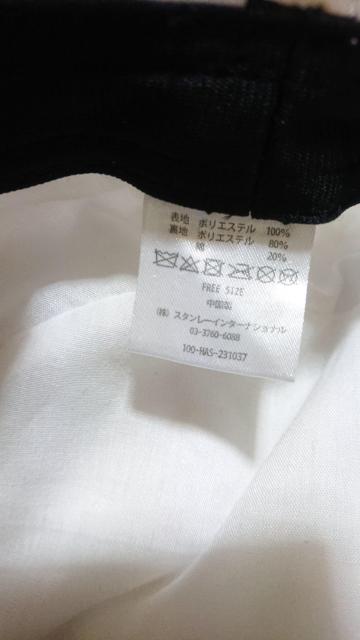 表地 ポリエステル 100%
裏地 ポリエステル 80%
綿 20%
FREE SIZE
中国製
(株) スタンレーインターナショナル
03-3760-6088
100-HAS-231037